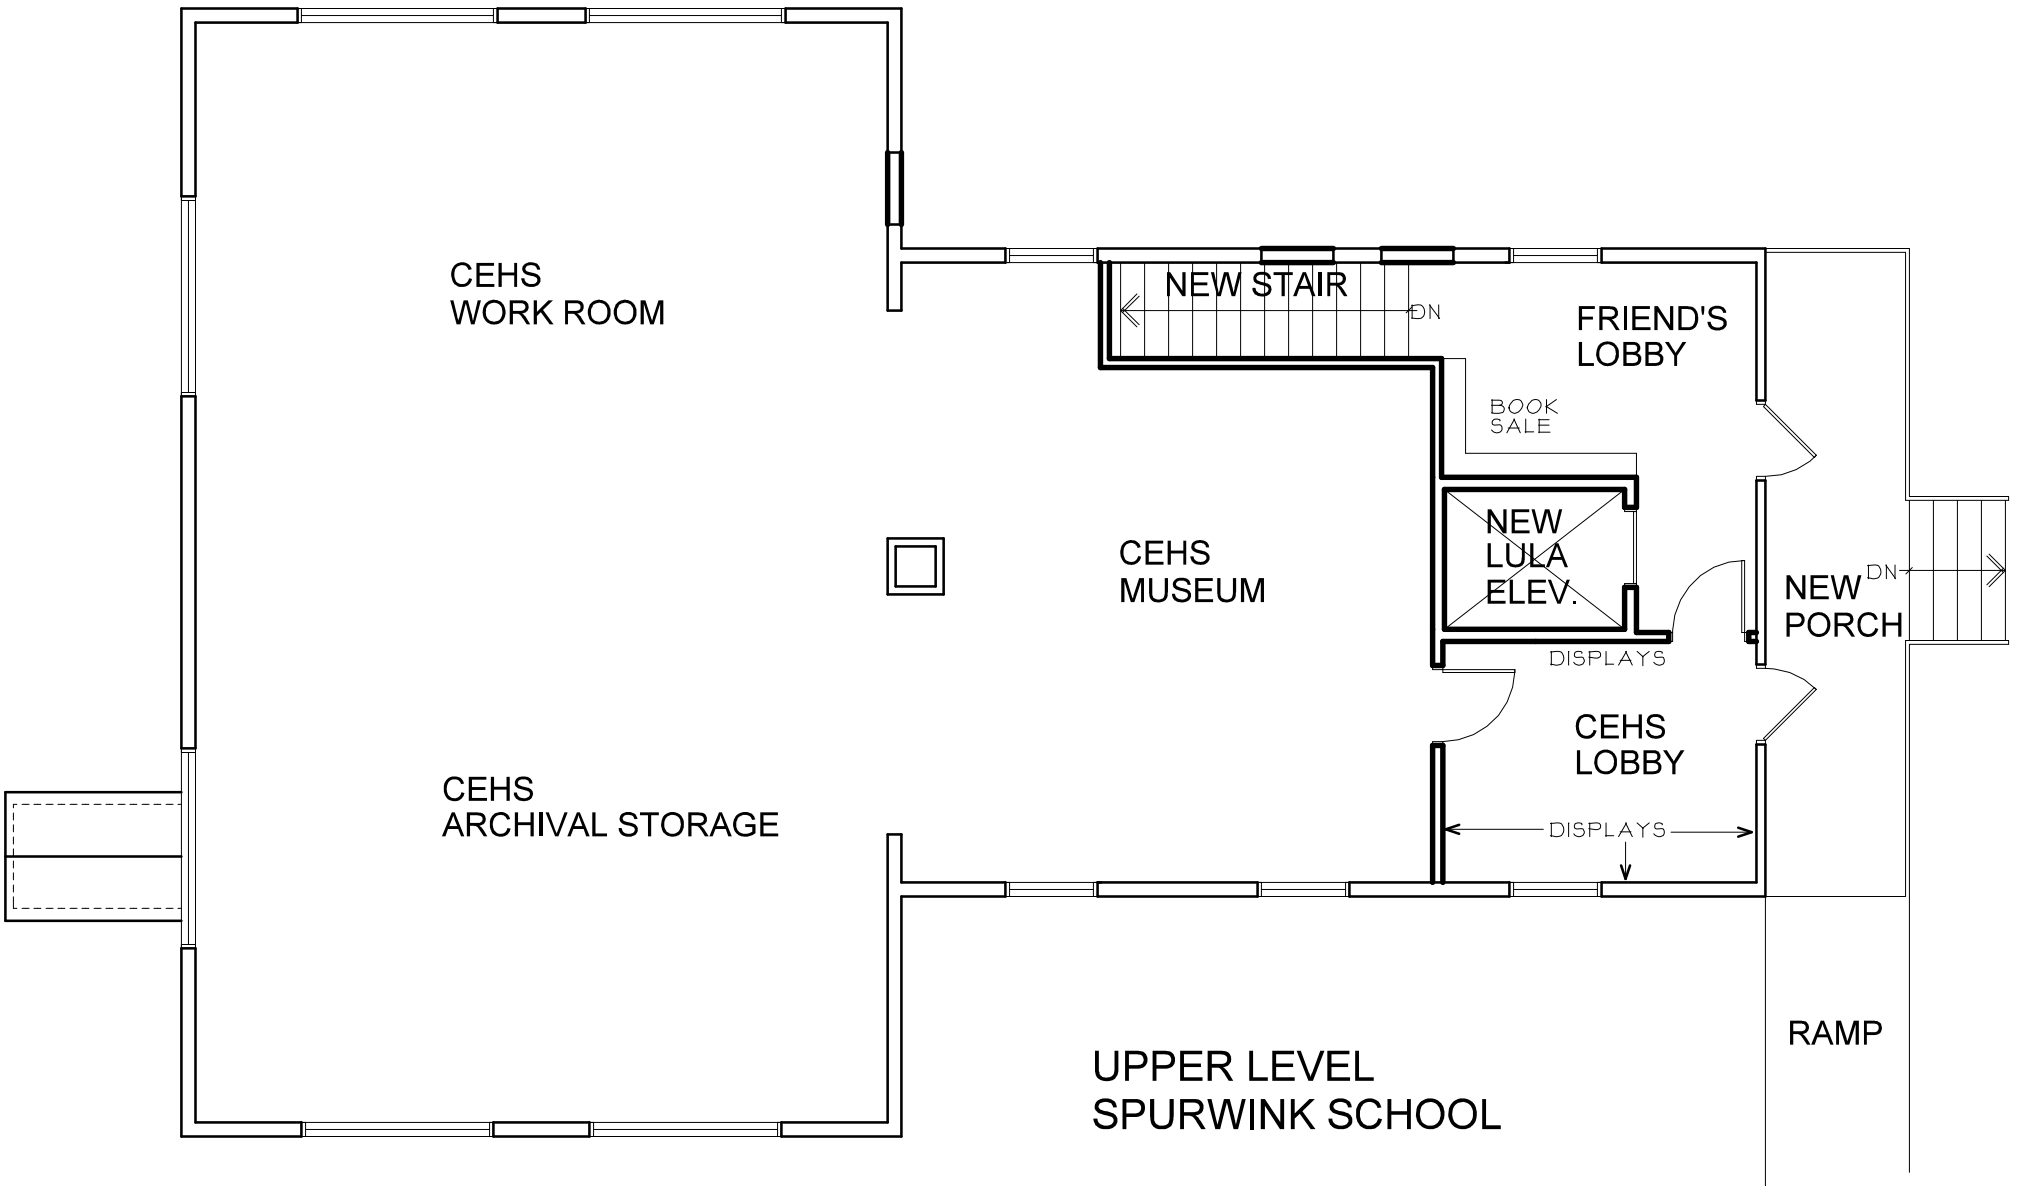 CEHS
WORK ROOM
NEW STAIR
DN
FRIEND'S
LOBBY
BOOK
SALE
NEW
LULA
ELEV.
CEHS
MUSEUM
NEW
PORCH
DN
DISPLAYS
CEHS
LOBBY
DISPLAYS
CEHS
ARCHIVAL STORAGE
RAMP
UPPER LEVEL
SPURWINK SCHOOL